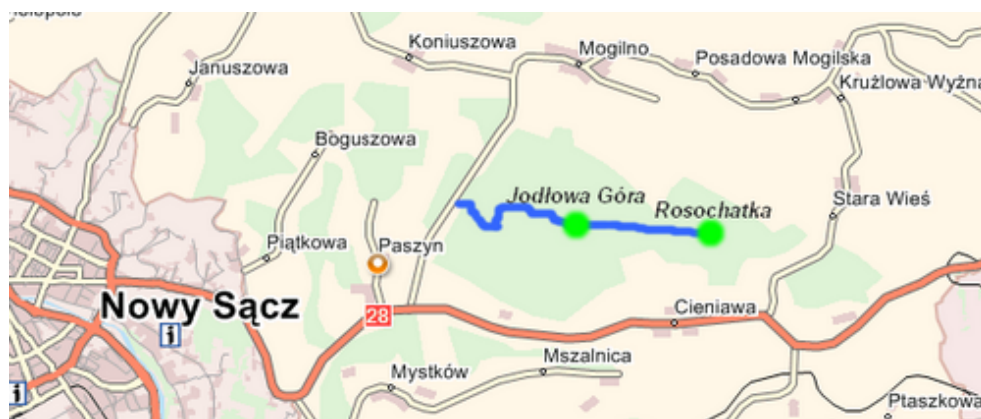 Koniuszowa
Mogilno
Januszowa
Posadowa Mogilska
Krużlowa Wyżna
Boguszowa
Jodłowa Góra
Rosochatka
Stara Wieś
Piątkowa
Paszyn
Nowy Sącz
28
Cieniawa
i
Mszalnica
Mystków
i
Ptaszkowa